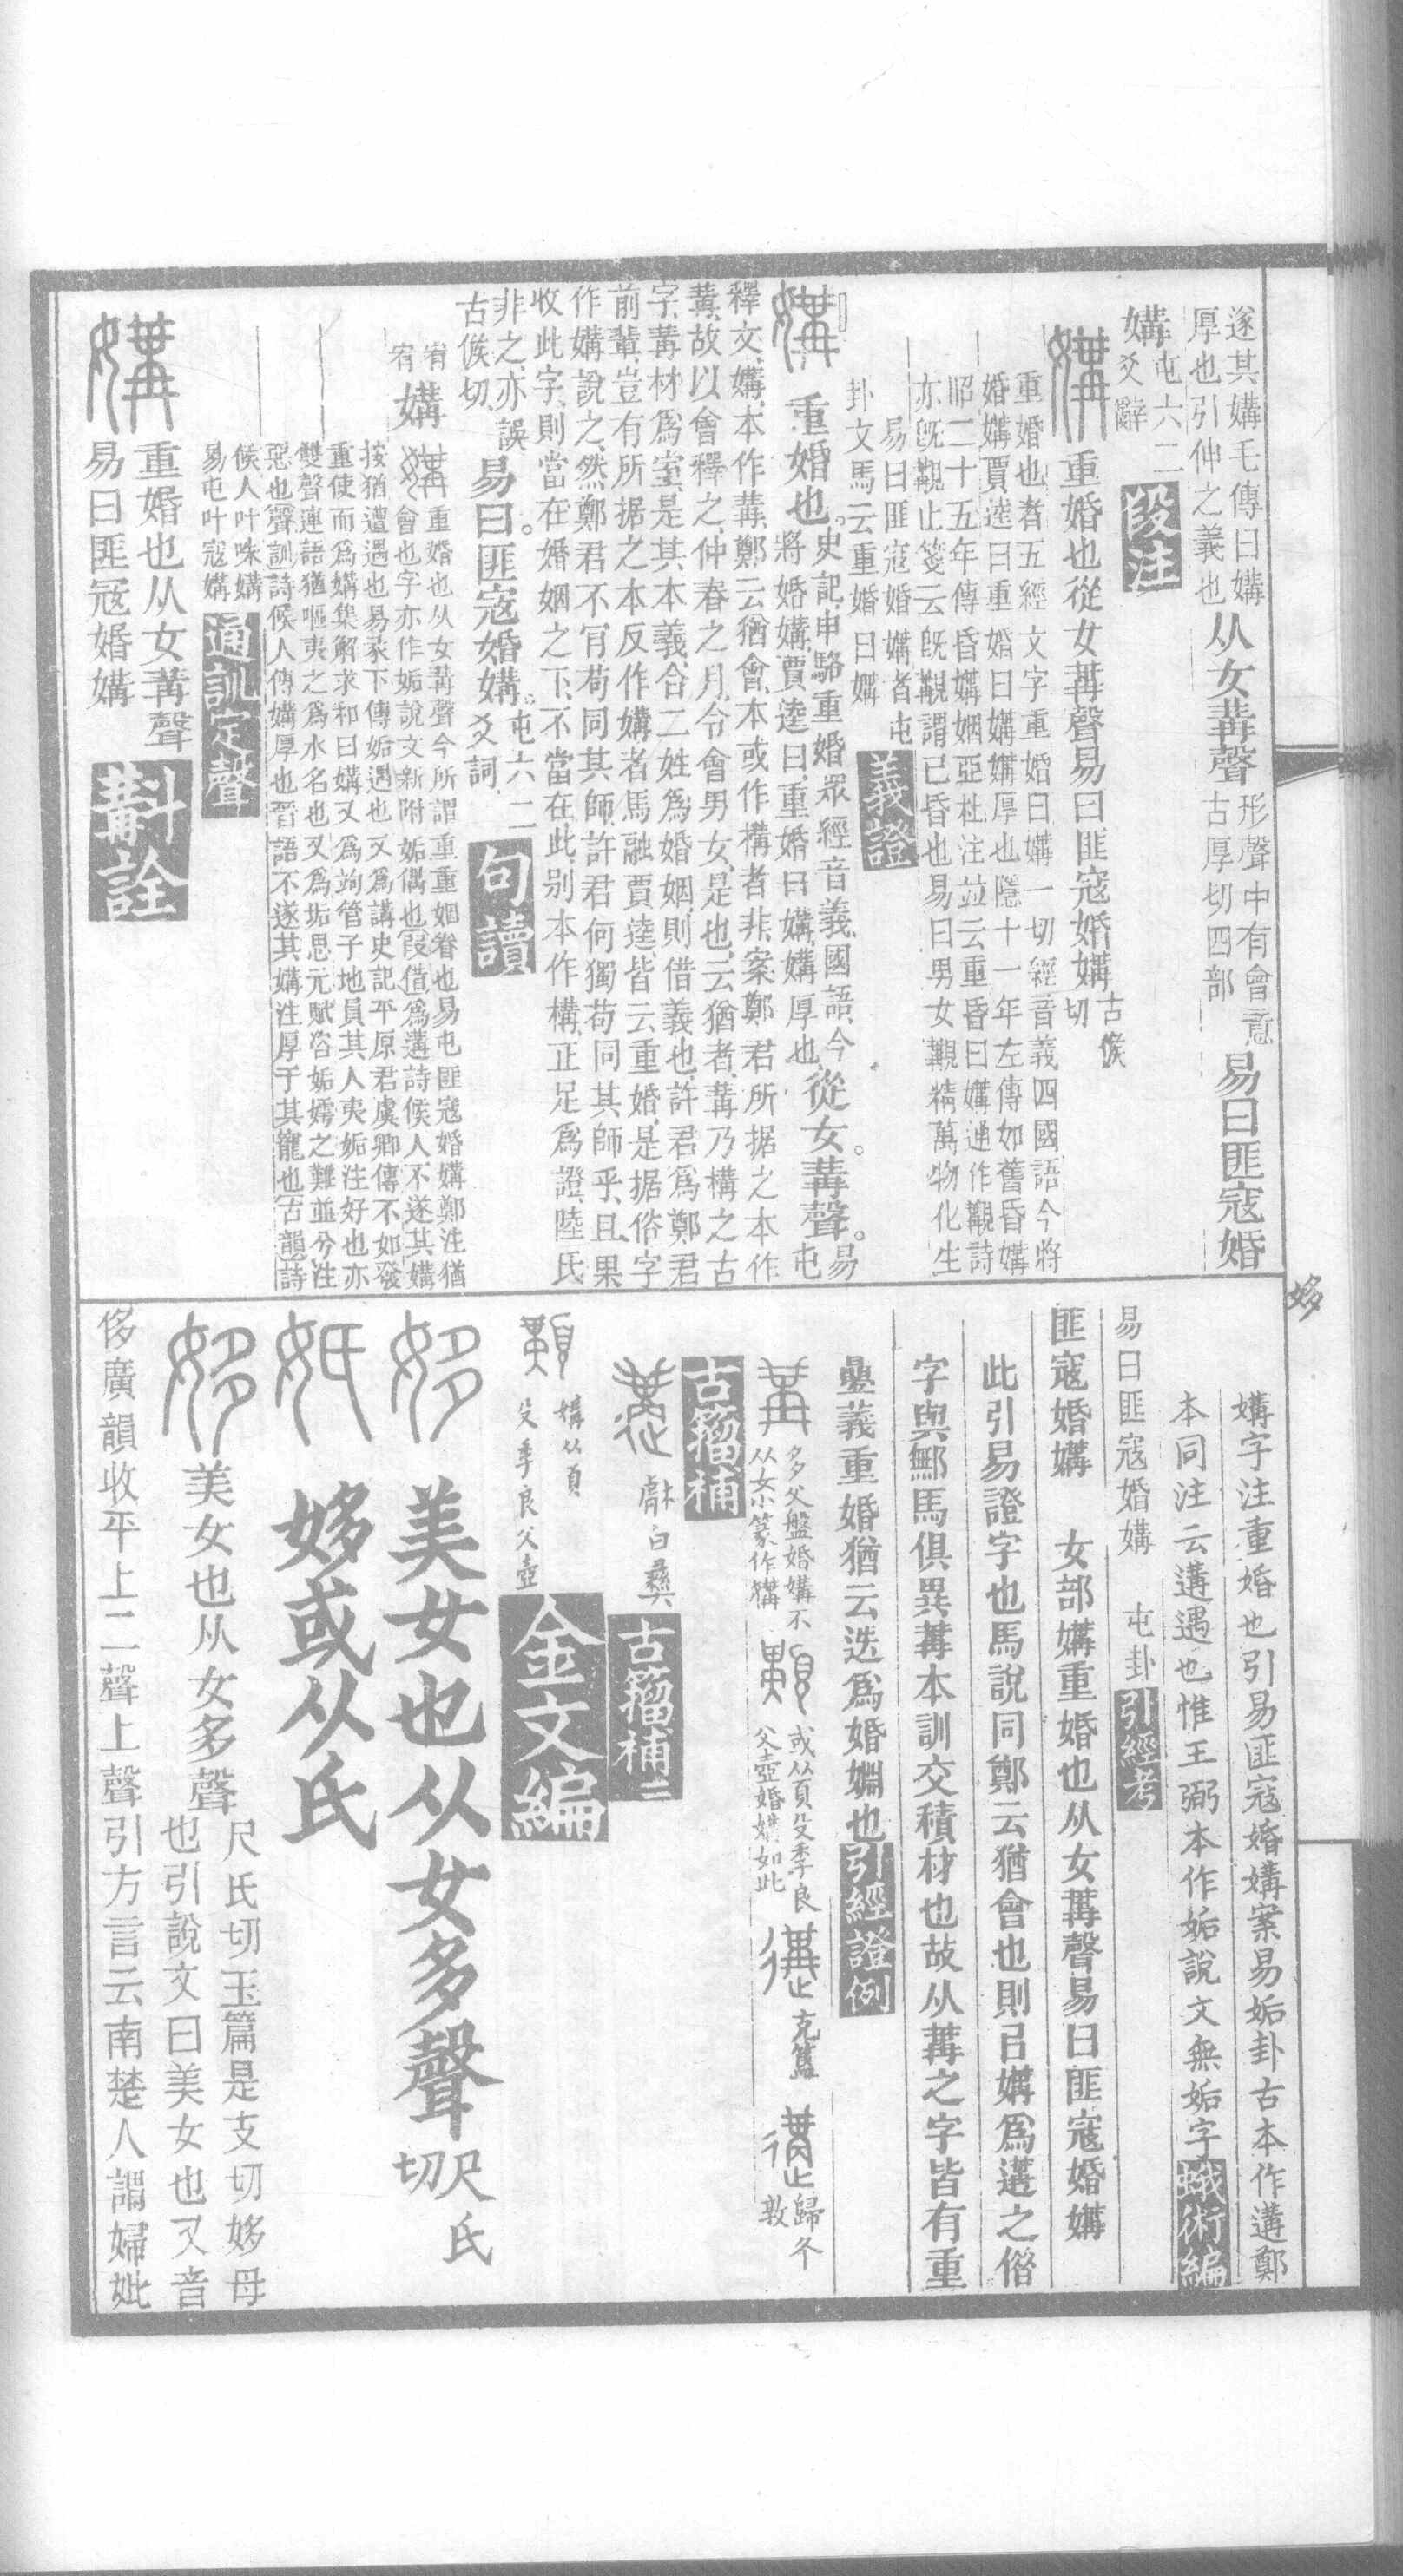 遂其媾毛傳曰媾
厚也引伸之義也
从女冓聲
形聲中有會意
古厚切四部
易曰匪寇婚
媾
屯六二
爻辭
段注
重婚也從女冓聲易曰匪寇婚媾
古候
切
重婚也者五經文字重婚曰媾一切經音義四國語今將
婚媾賈逵曰重婚曰媾媾厚也隱十一年左傳如舊昏媾
昭二十五年傳昏媾姻亞杜注竝云重昏曰媾通作覯詩
亦旣覯止箋云旣覯謂已昏也易曰男女覯精萬物化生
易曰匪寇婚媾者屯
卦文馬云重婚曰媾
義證
重婚也。
史記申駱重婚衆經音義國語今
將婚媾賈逵曰重婚曰媾媾厚也
從女冓聲。
易
屯
釋文媾本作冓鄭云猶會本或作構者非案鄭君所据之本作
冓故以會釋之仲春之月令會男女是也云猶者冓乃構之古
字冓材爲室是其本義合二姓爲婚姻則借義也許君爲鄭君
前輩豈有所据之本反作媾者馬融賈逵皆云重婚是据俗字
作媾說之然鄭君不肎苟同其師許君何獨苟同其師乎且果
收此字則當在婚姻之下不當在此別本作構正足爲證陸氏
非之亦誤
古候切
易曰。匪寇婚媾。
屯六二
爻詞
句讀
媾
重婚也从女冓聲今所謂重重姻眷也易屯匪寇婚媾鄭注猶
會也字亦作姤說文新附姤偶也叚借爲遘詩候人不遂其媾
按猶遭遇也易彖下傳姤遇也又爲講史記平原君虞卿傳不如發
重使而爲媾集解求和曰媾又爲訽管子地員其人夷姤注好也亦
雙聲連語猶嘔夷之爲水名也又爲垢思元賦咨姤嫮之難並兮注
惡也聲訓詩候人傳媾厚也晉語不遂其媾注厚于其寵也古韻詩
候人叶咮媾
易屯叶寇媾
通訓定聲
重婚也从女冓聲
易曰匪寇婚媾
斠詮
媾字注重婚也引易匪寇婚媾案易姤卦古本作遘鄭
本同注云遘遇也惟王弼本作姤說文無姤字
蛾術編
易曰匪寇婚媾 屯卦
引經考
匪寇婚媾 女部媾重婚也从女冓聲易曰匪寇婚媾
此引易證字也馬說同鄭云猶會也則㠯媾爲遘之偕
字與鄦馬俱異冓本訓交積材也故从冓之字皆有重
壘義重婚猶云迭爲婚婣也
引經證例
多父盤婚媾不
从女小篆作媾
或从頁殳季良
父壺婚媾如此
克簋
歸夅
敦
古籀補
獻白彝
古籀補二
媾从頁
殳季良父壺
金文編
美女也从女多聲
尺氏
切
姼或从氏
美女也从女多聲
尺氏切玉篇是支切姼母
也引說文曰美女也又音
侈廣韻收平上二聲上聲引方言云南楚人謂婦妣
姼